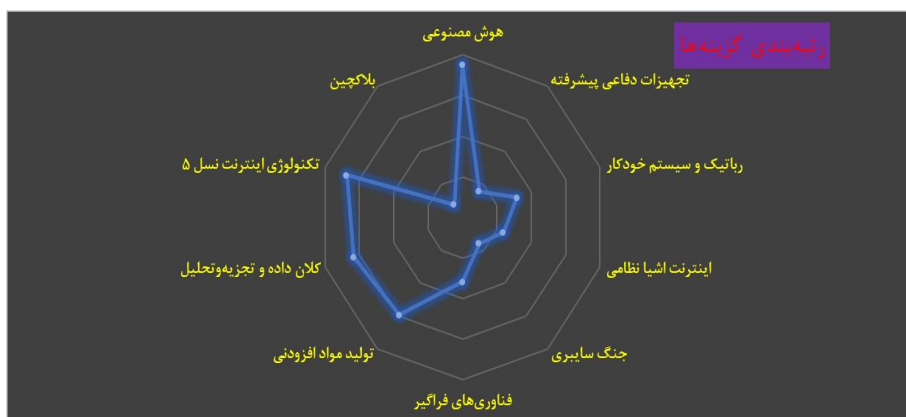 رتبه‌بندی گزینه‌ها
هوش مصنوعی
تجهیزات دفاعی پیشرفته
رباتیک و سیستم خودکار
اینترنت اشیا نظامی
جنگ سایبری
فناوری‌های فراگیر
تولید مواد افزودنی
کلان داده و تجزیه‌وتحلیل
تکنولوژی اینترنت نسل ۵
بلاکچین